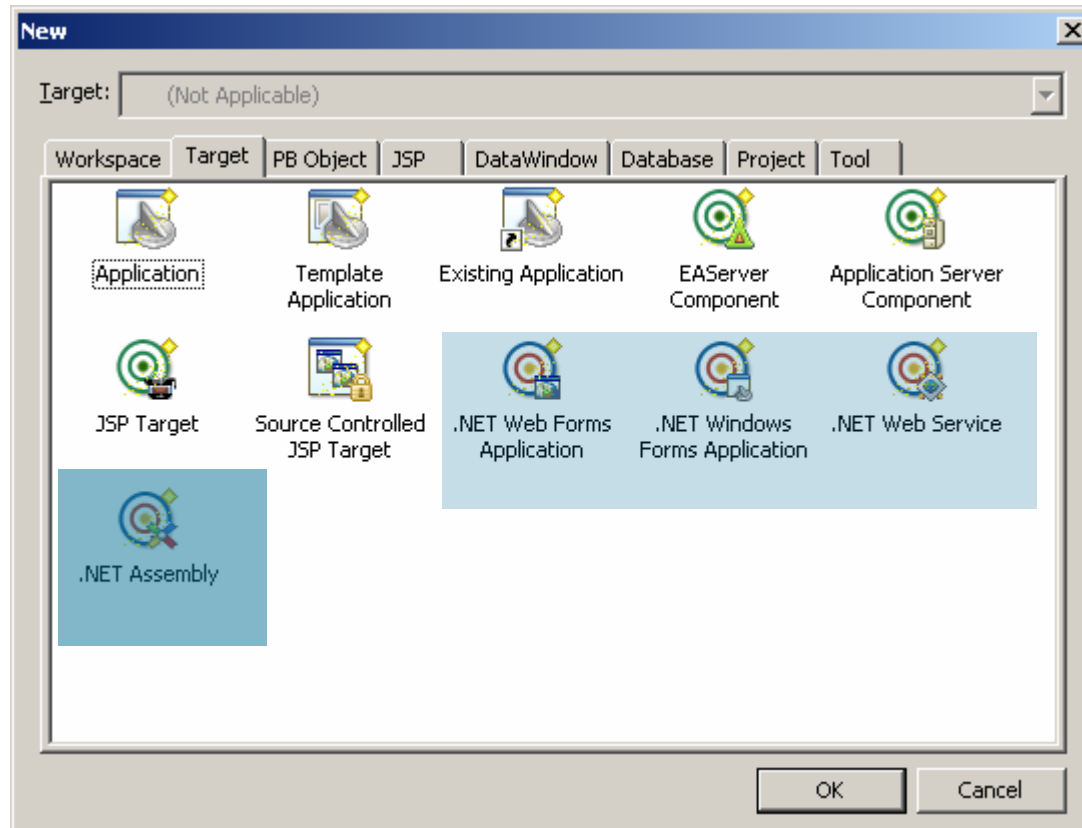 New
Target: (Not Applicable)
Workspace Target PB Object JSP DataWindow Database Project Tool
Application
Template
Application
Existing Application
EAServer
Component
Application Server
Component
JSP Target
Source Controlled
JSP Target
.NET Web Forms
Application
.NET Windows
Forms Application
.NET Web Service
.NET Assembly
OK Cancel